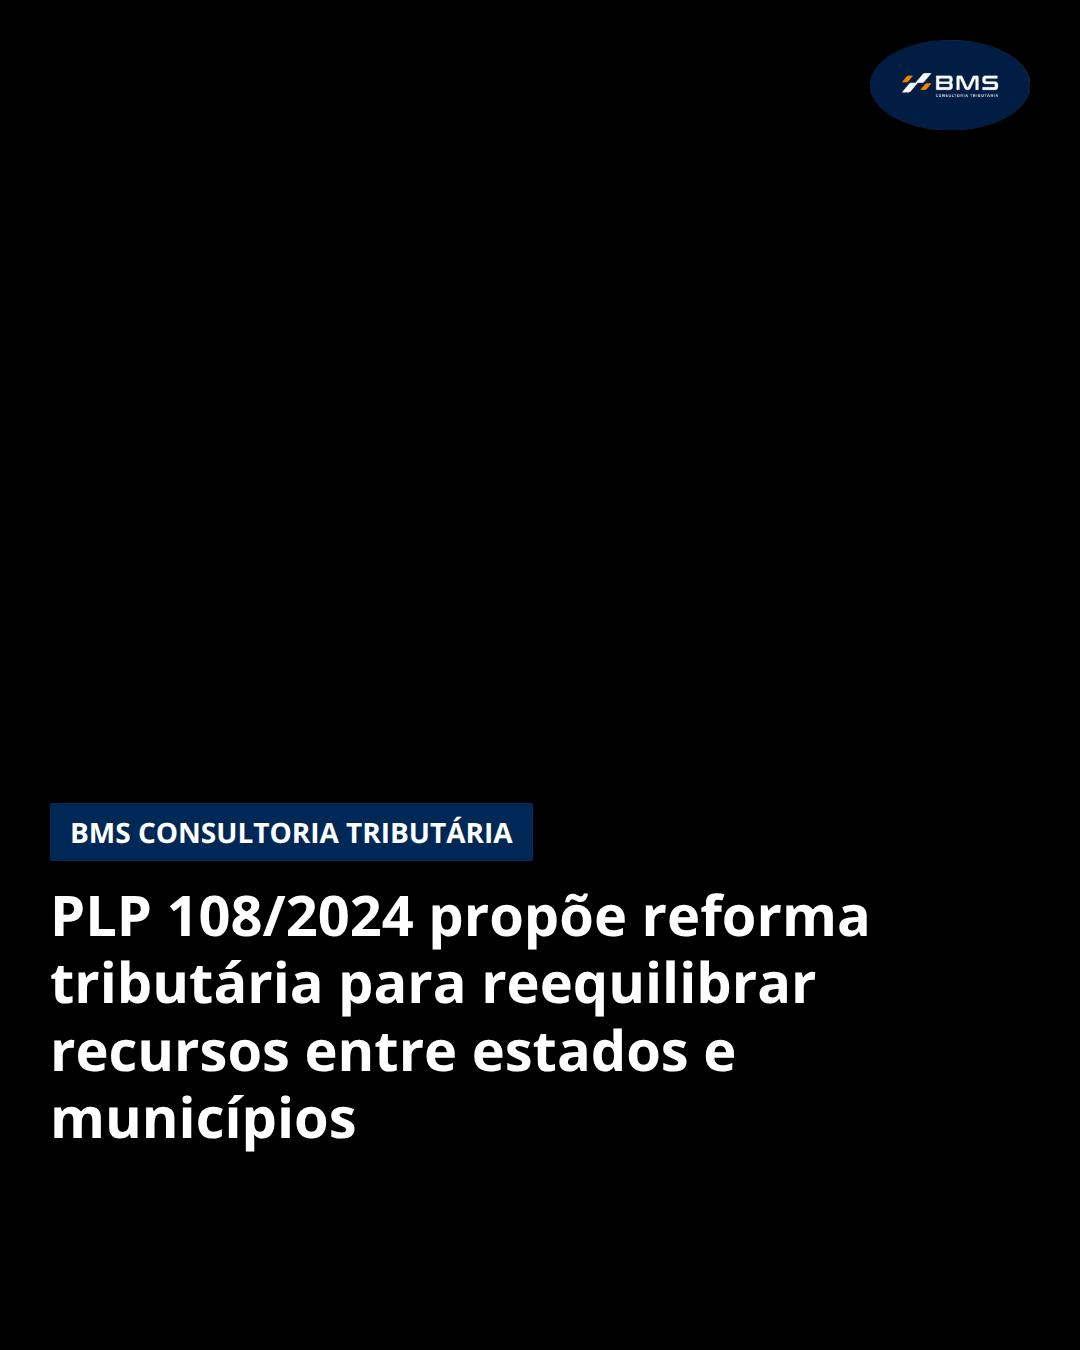 BMS
CONSULTORIA TRIBUTÁRIA
BMS CONSULTORIA TRIBUTÁRIA
PLP 108/2024 propõe reforma
tributária para reequilibrar
recursos entre estados e
municípios